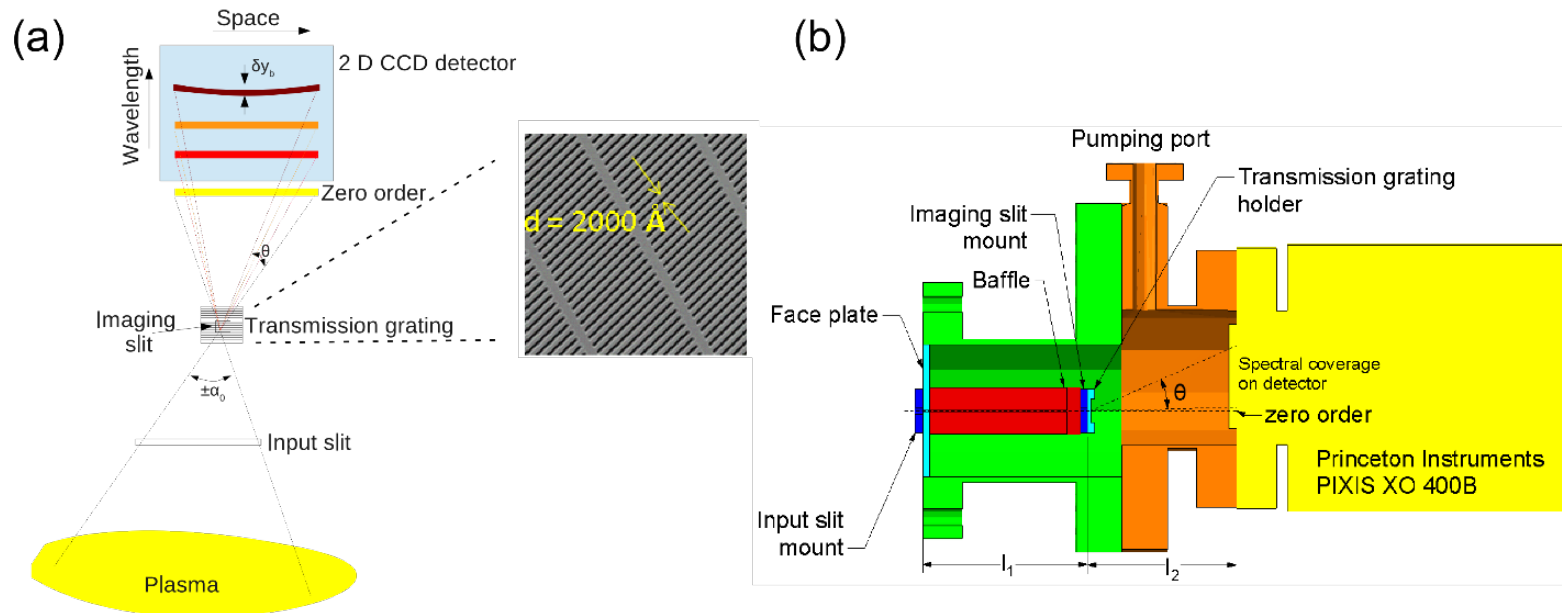 (a)
Space
2 D CCD detector
δy_b
Wavelength
Zero order
θ
Imaging
slit
Transmission grating
±α_0
Input slit
Plasma
d = 2000 Å
(b)
Pumping port
Transmission grating
holder
Imaging slit
mount
Baffle
Face plate
Spectral coverage
on detector
θ
zero order
Princeton Instruments
PIXIS XO 400B
Input slit
mount
l_1
l_2